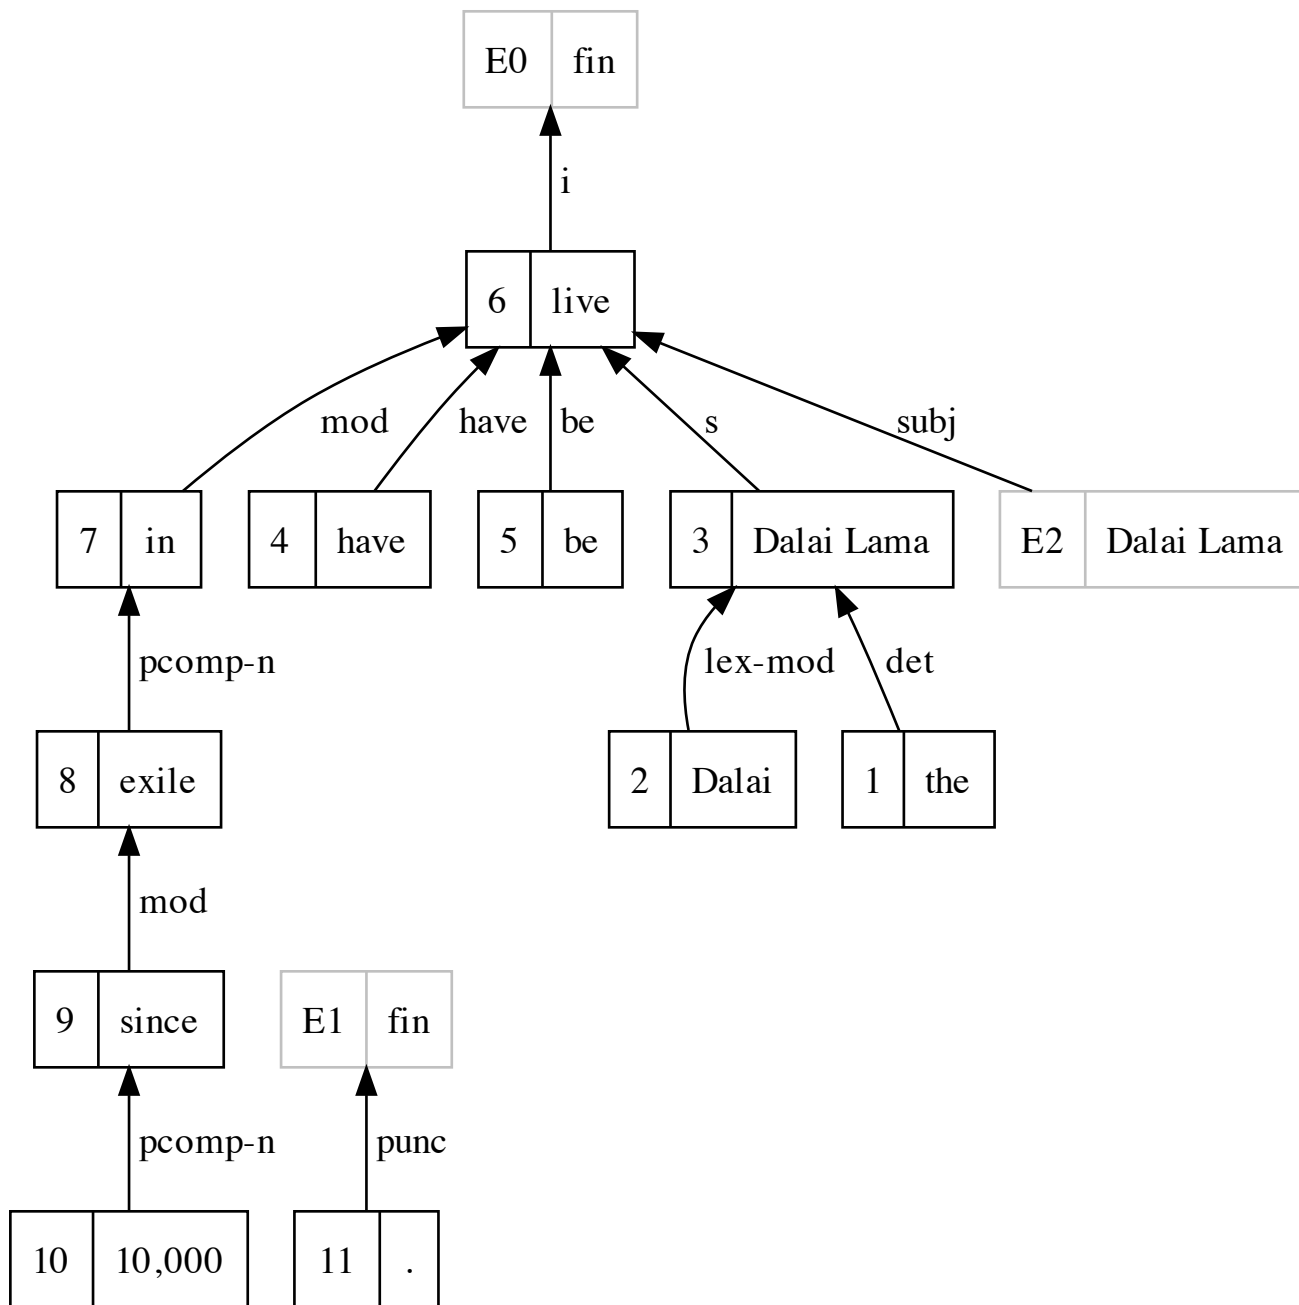 E0 fin
i
6 live
mod have be s subj
7 in 4 have 5 be 3 Dalai Lama E2 Dalai Lama
pcomp-n lex-mod det
8 exile 2 Dalai 1 the
mod
9 since E1 fin
pcomp-n punc
10 10,000 11 .